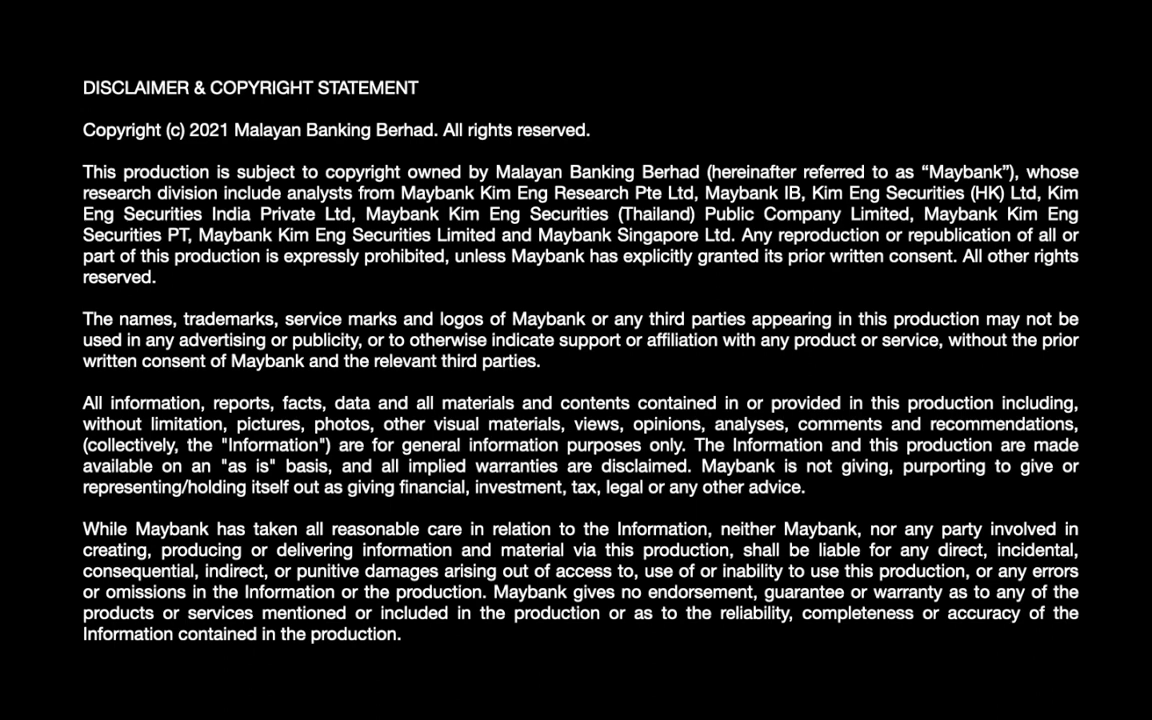 DISCLAIMER & COPYRIGHT STATEMENT
Copyright (c) 2021 Malayan Banking Berhad. All rights reserved.
This production is subject to copyright owned by Malayan Banking Berhad (hereinafter referred to as “Maybank”), whose
research division include analysts from Maybank Kim Eng Research Pte Ltd, Maybank IB, Kim Eng Securities (HK) Ltd, Kim
Eng Securities India Private Ltd, Maybank Kim Eng Securities (Thailand) Public Company Limited, Maybank Kim Eng
Securities PT, Maybank Kim Eng Securities Limited and Maybank Singapore Ltd. Any reproduction or republication of all or
part of this production is expressly prohibited, unless Maybank has explicitly granted its prior written consent. All other rights
reserved.
The names, trademarks, service marks and logos of Maybank or any third parties appearing in this production may not be
used in any advertising or publicity, or to otherwise indicate support or affiliation with any product or service, without the prior
written consent of Maybank and the relevant third parties.
All information, reports, facts, data and all materials and contents contained in or provided in this production including,
without limitation, pictures, photos, other visual materials, views, opinions, analyses, comments and recommendations,
(collectively, the "Information") are for general information purposes only. The Information and this production are made
available on an "as is" basis, and all implied warranties are disclaimed. Maybank is not giving, purporting to give or
representing/holding itself out as giving financial, investment, tax, legal or any other advice.
While Maybank has taken all reasonable care in relation to the Information, neither Maybank, nor any party involved in
creating, producing or delivering information and material via this production, shall be liable for any direct, incidental,
consequential, indirect, or punitive damages arising out of access to, use of or inability to use this production, or any errors
or omissions in the Information or the production. Maybank gives no endorsement, guarantee or warranty as to any of the
products or services mentioned or included in the production or as to the reliability, completeness or accuracy of the
Information contained in the production.